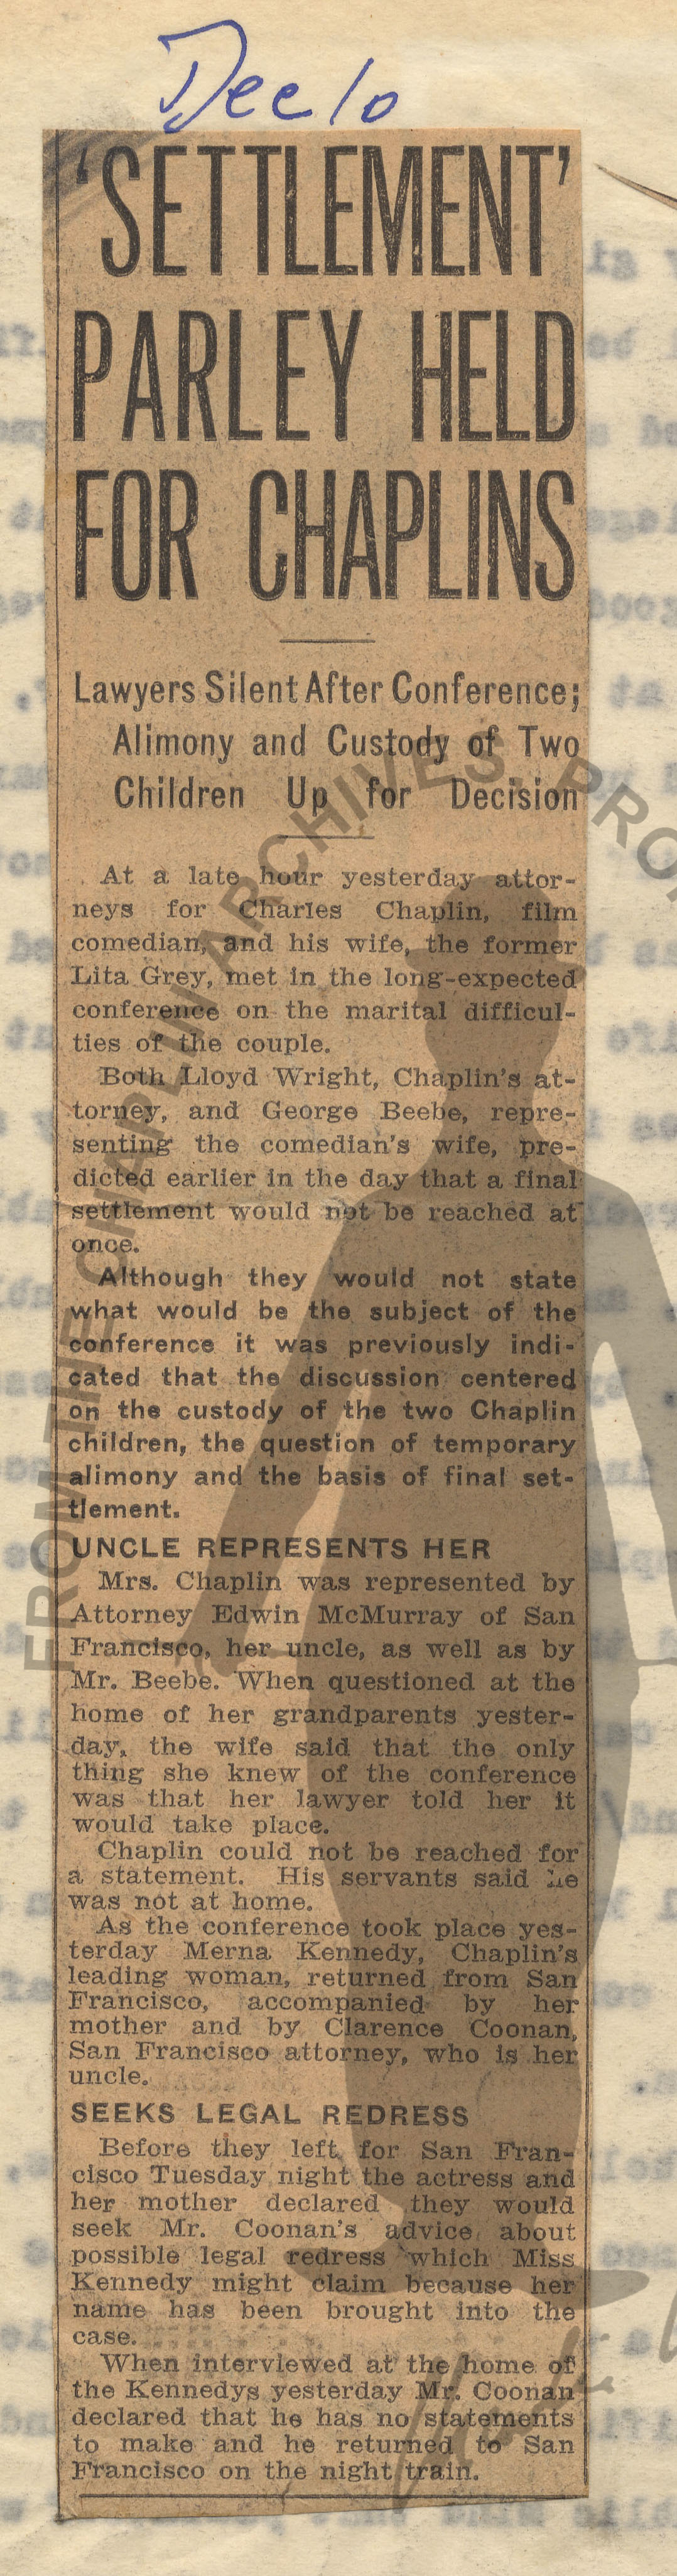 Dec 10
‘SETTLEMENT’
PARLEY HELD
FOR CHAPLINS
Lawyers Silent After Conference;
Alimony and Custody of Two
Children Up for Decision
At a late hour yesterday attor-
neys for Charles Chaplin, film
comedian, and his wife, the former
Lita Grey, met in the long-expected
conference on the marital difficul-
ties of the couple.
Both Lloyd Wright, Chaplin's at-
torney, and George Beebe, repre-
senting the comedian's wife, pre-
dicted earlier in the day that a final
settlement would not be reached at
once.
Although they would not state
what would be the subject of the
conference it was previously indi-
cated that the discussion centered
on the custody of the two Chaplin
children, the question of temporary
alimony and the basis of final set-
tlement.
UNCLE REPRESENTS HER
Mrs. Chaplin was represented by
Attorney Edwin McMurray of San
Francisco, her uncle, as well as by
Mr. Beebe. When questioned at the
home of her grandparents yester-
day, the wife said that the only
thing she knew of the conference
was that her lawyer told her it
would take place.
Chaplin could not be reached for
a statement. His servants said he
was not at home.
As the conference took place yes-
terday Merna Kennedy, Chaplin's
leading woman, returned from San
Francisco, accompanied by her
mother and by Clarence Coonan,
San Francisco attorney, who is her
uncle.
SEEKS LEGAL REDRESS
Before they left for San Fran-
cisco Tuesday night the actress and
her mother declared they would
seek Mr. Coonan's advice about
possible legal redress which Miss
Kennedy might claim because her
name has been brought into the
case.
When interviewed at the home of
the Kennedys yesterday Mr. Coonan
declared that he has no statements
to make and he returned to San
Francisco on the night train.
FROM THE CHAPLIN ARCHIVES, PRO